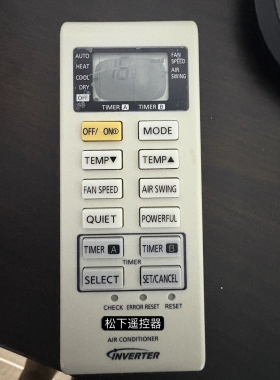 AUTO
HEAT
COOL
DRY
OFF
FAN SPEED
AIR SWING
16
TIMER A TIMER B
OFF/ON MODE
TEMP▼ TEMP▲
FAN SPEED AIR SWING
QUIET POWERFUL
TIMER A TIMER B
TIMER
SELECT SET/CANCEL
CHECK ERROR RESET RESET
松下遥控器
AIR CONDITIONER
INVERTER